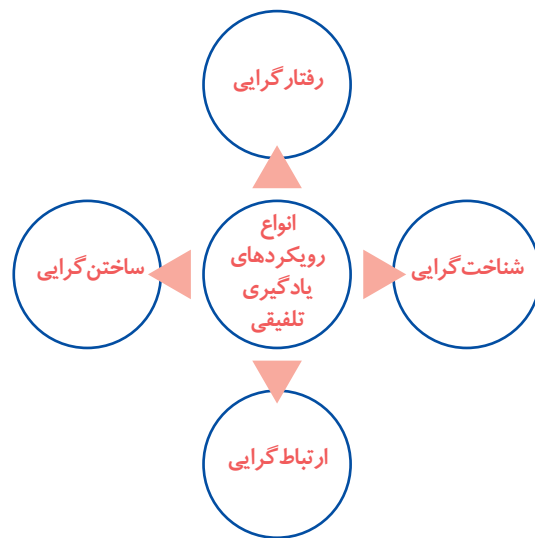 رفتارگرایی
انواع
رویکردهای
یادگیری
تلفیقی
شناخت‌گرایی
ساختن‌گرایی
ارتباط‌گرایی